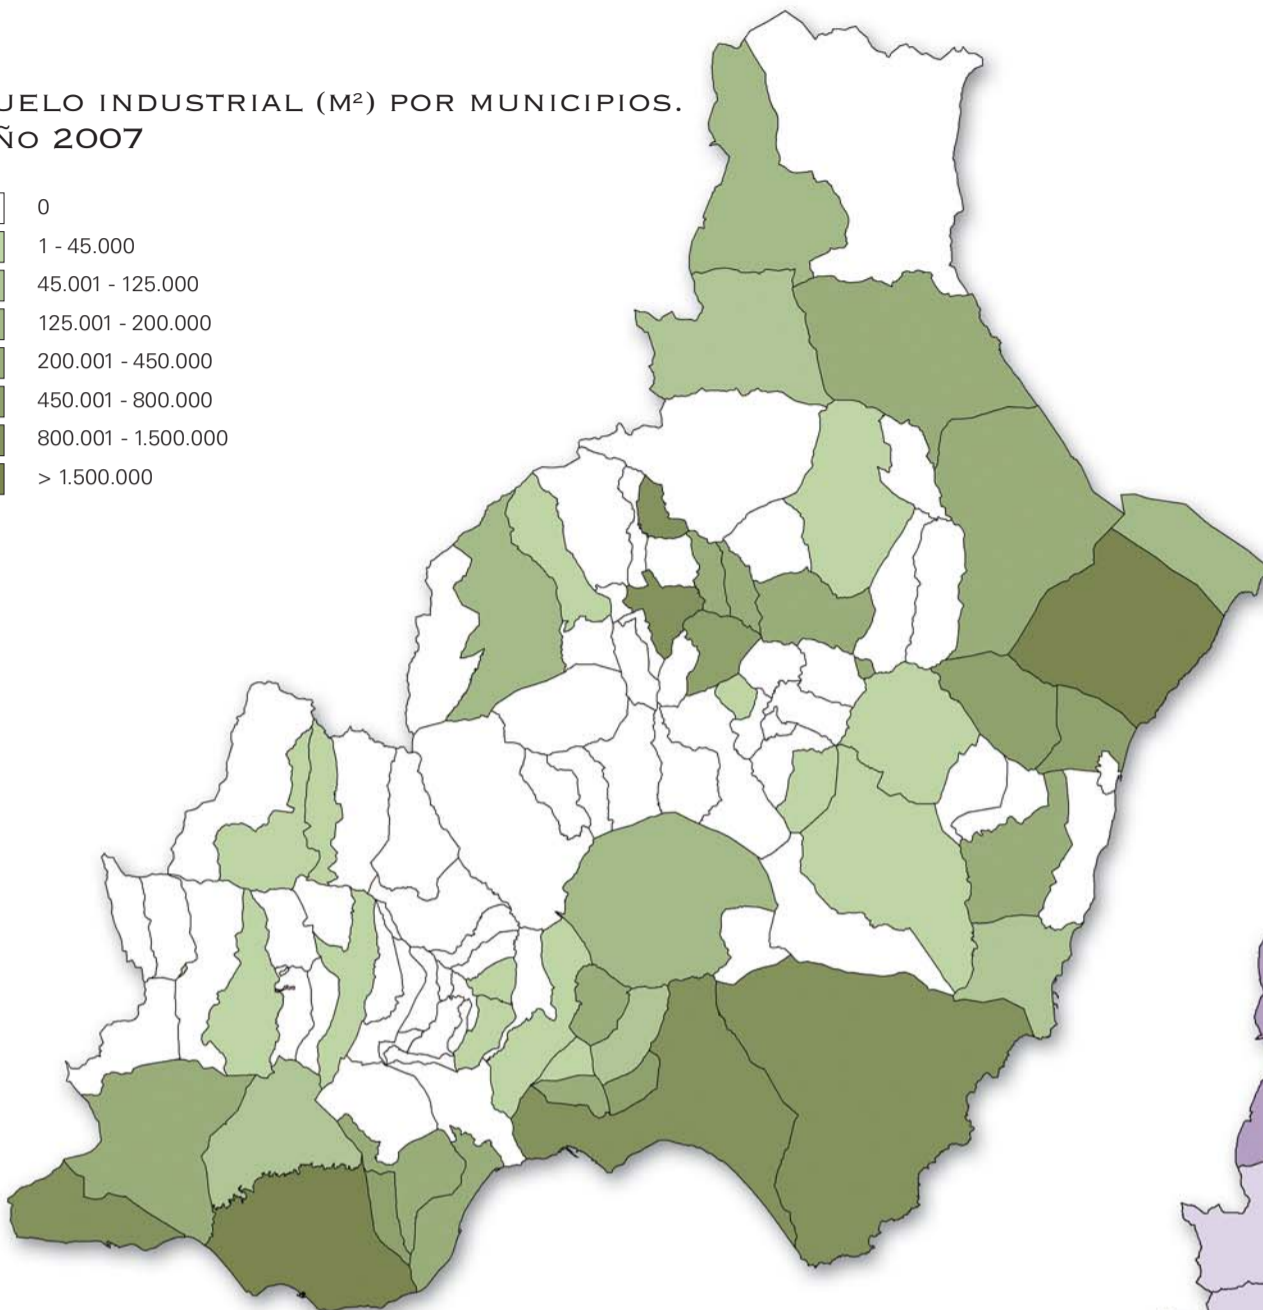 UELO INDUSTRIAL (M²) POR MUNICIPIOS.
ÑO 2007
0
1 - 45.000
45.001 - 125.000
125.001 - 200.000
200.001 - 450.000
450.001 - 800.000
800.001 - 1.500.000
> 1.500.000